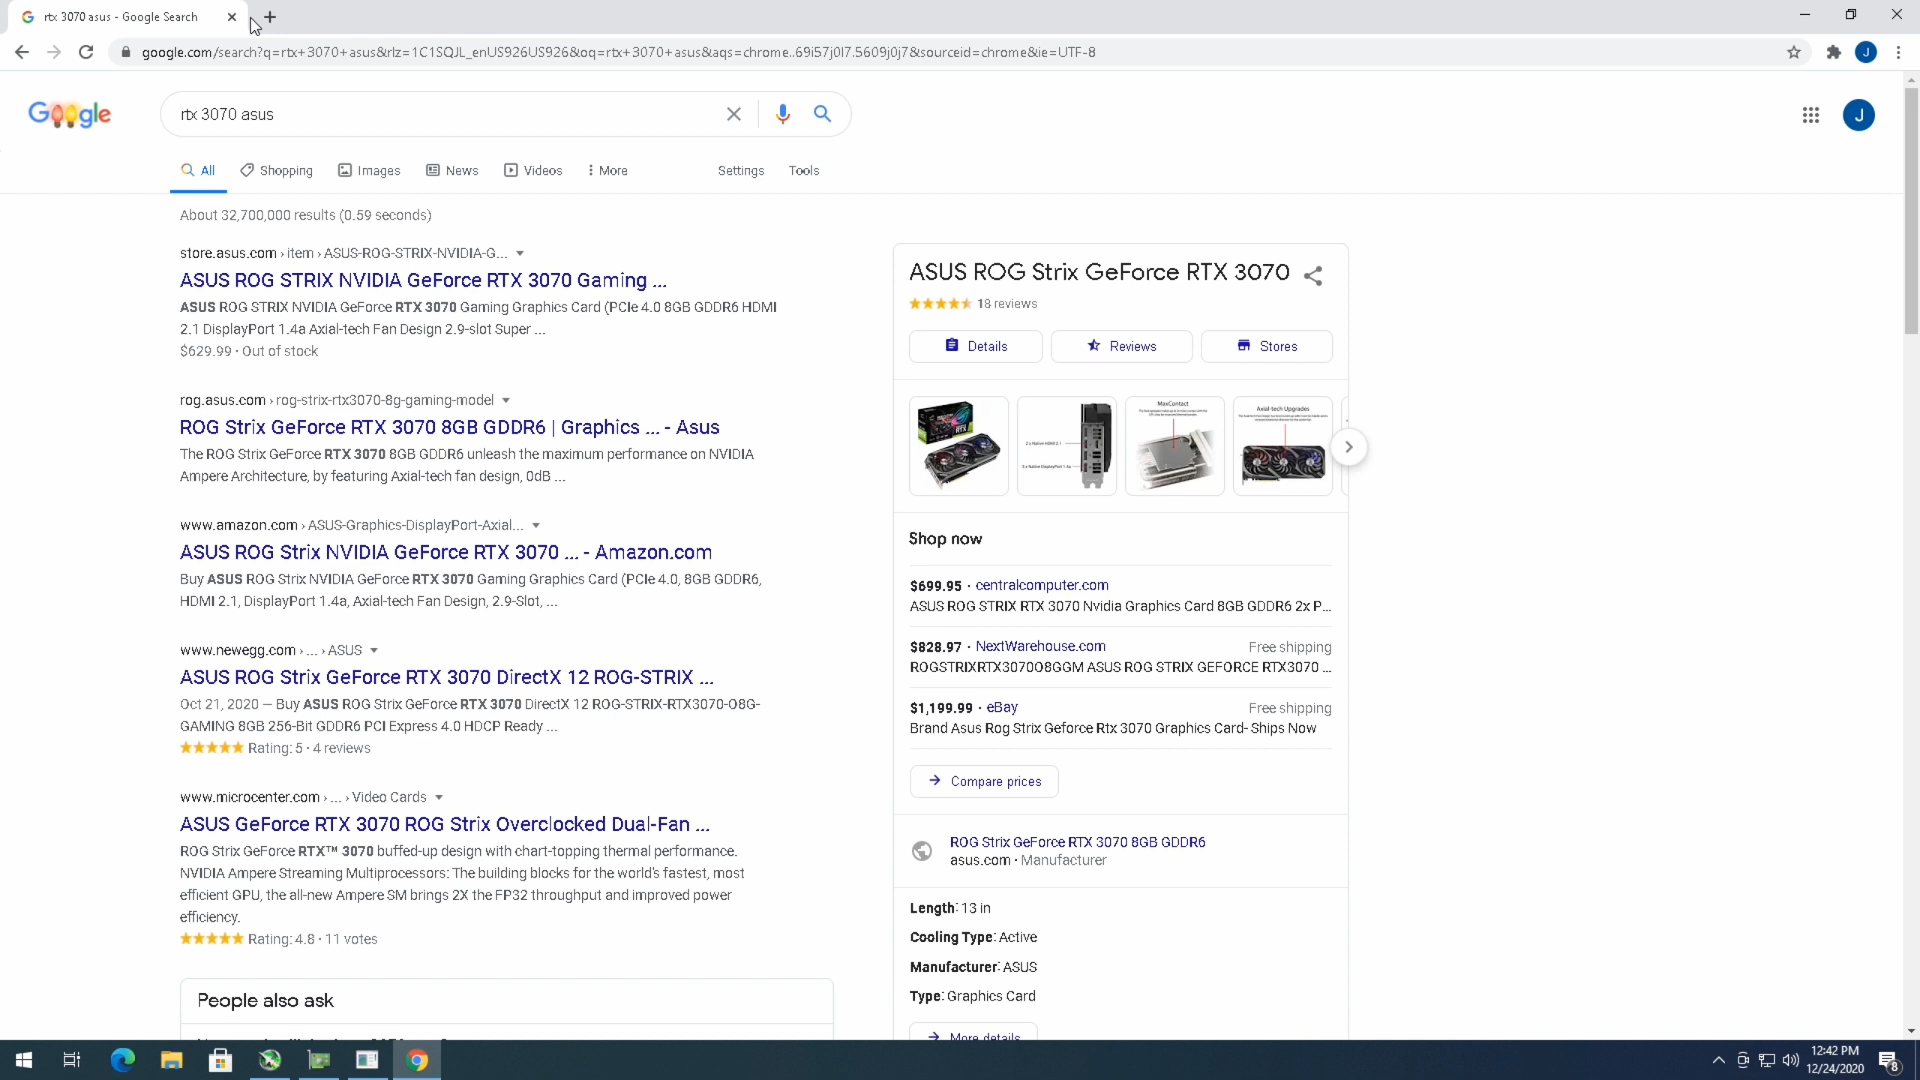 rtx 3070 asus - Google Search
google.com/search?q=rtx+3070+asus&rlz=1C1SQJL_enUS926US926&oq=rtx+3070+asus&aqs=chrome..69i57j0l7.5609j0j7&sourceid=chrome&ie=UTF-8
J
Google
rtx 3070 asus
J
All Shopping Images News Videos More Settings Tools
About 32,700,000 results (0.59 seconds)
store.asus.com › item › ASUS-ROG-STRIX-NVIDIA-G...
ASUS ROG STRIX NVIDIA GeForce RTX 3070 Gaming ...
ASUS ROG STRIX NVIDIA GeForce RTX 3070 Gaming Graphics Card (PCIe 4.0 8GB GDDR6 HDMI
2.1 DisplayPort 1.4a Axial-tech Fan Design 2.9-slot Super ...
$629.99 · Out of stock
rog.asus.com › rog-strix-rtx3070-8g-gaming-model
ROG Strix GeForce RTX 3070 8GB GDDR6 | Graphics ... - Asus
The ROG Strix GeForce RTX 3070 8GB GDDR6 unleash the maximum performance on NVIDIA
Ampere Architecture, by featuring Axial-tech fan design, 0dB ...
www.amazon.com › ASUS-Graphics-DisplayPort-Axial...
ASUS ROG Strix NVIDIA GeForce RTX 3070 ... - Amazon.com
Buy ASUS ROG Strix NVIDIA GeForce RTX 3070 Gaming Graphics Card (PCIe 4.0, 8GB GDDR6,
HDMI 2.1, DisplayPort 1.4a, Axial-tech Fan Design, 2.9-Slot, ...
www.newegg.com › ... › ASUS
ASUS ROG Strix GeForce RTX 3070 DirectX 12 ROG-STRIX ...
Oct 21, 2020 — Buy ASUS ROG Strix GeForce RTX 3070 DirectX 12 ROG-STRIX-RTX3070-O8G-
GAMING 8GB 256-Bit GDDR6 PCI Express 4.0 HDCP Ready ...
Rating: 5 · 4 reviews
www.microcenter.com › ... › Video Cards
ASUS GeForce RTX 3070 ROG Strix Overclocked Dual-Fan ...
ROG Strix GeForce RTX™ 3070 buffed-up design with chart-topping thermal performance.
NVIDIA Ampere Streaming Multiprocessors: The building blocks for the world's fastest, most
efficient GPU, the all-new Ampere SM brings 2X the FP32 throughput and improved power
efficiency.
Rating: 4.8 · 11 votes
People also ask
ASUS ROG Strix GeForce RTX 3070
18 reviews
Details Reviews Stores
MaxContact
Axial-tech Upgrades
Shop now
$699.95 · centralcomputer.com
ASUS ROG STRIX RTX 3070 Nvidia Graphics Card 8GB GDDR6 2x P...
$828.97 · NextWarehouse.com Free shipping
ROGSTRIXRTX3070O8GGM ASUS ROG STRIX GEFORCE RTX3070 ...
$1,199.99 · eBay Free shipping
Brand Asus Rog Strix Geforce Rtx 3070 Graphics Card- Ships Now
Compare prices
ROG Strix GeForce RTX 3070 8GB GDDR6
asus.com · Manufacturer
Length: 13 in
Cooling Type: Active
Manufacturer: ASUS
Type: Graphics Card
More details
12:42 PM
12/24/2020
8